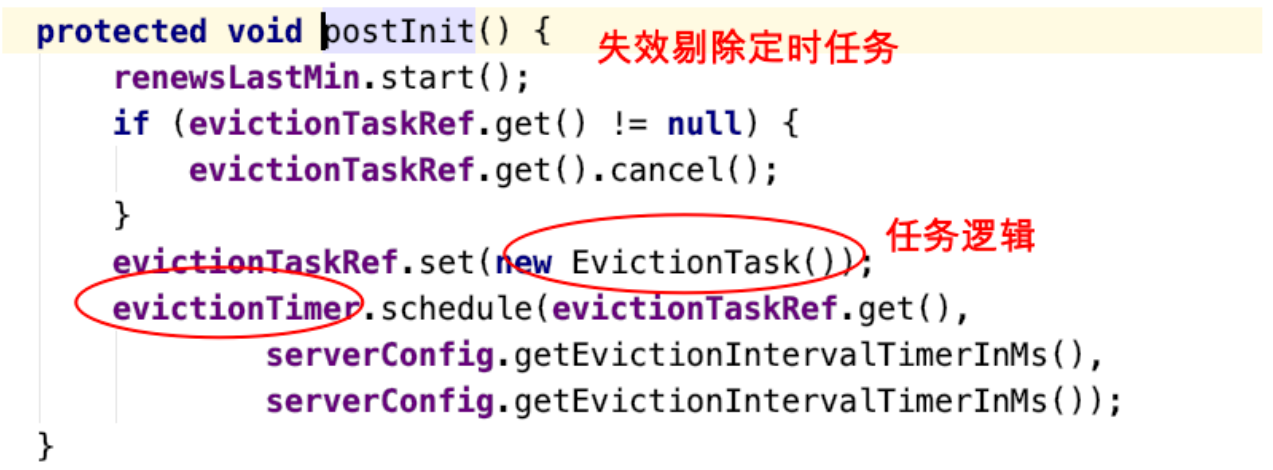 protected void postInit() {
失效剔除定时任务
renewsLastMin.start();
if (evictionTaskRef.get() != null) {
evictionTaskRef.get().cancel();
}
任务逻辑
evictionTaskRef.set(new EvictionTask());
evictionTimer.schedule(evictionTaskRef.get(),
serverConfig.getEvictionIntervalTimerInMs(),
serverConfig.getEvictionIntervalTimerInMs());
}